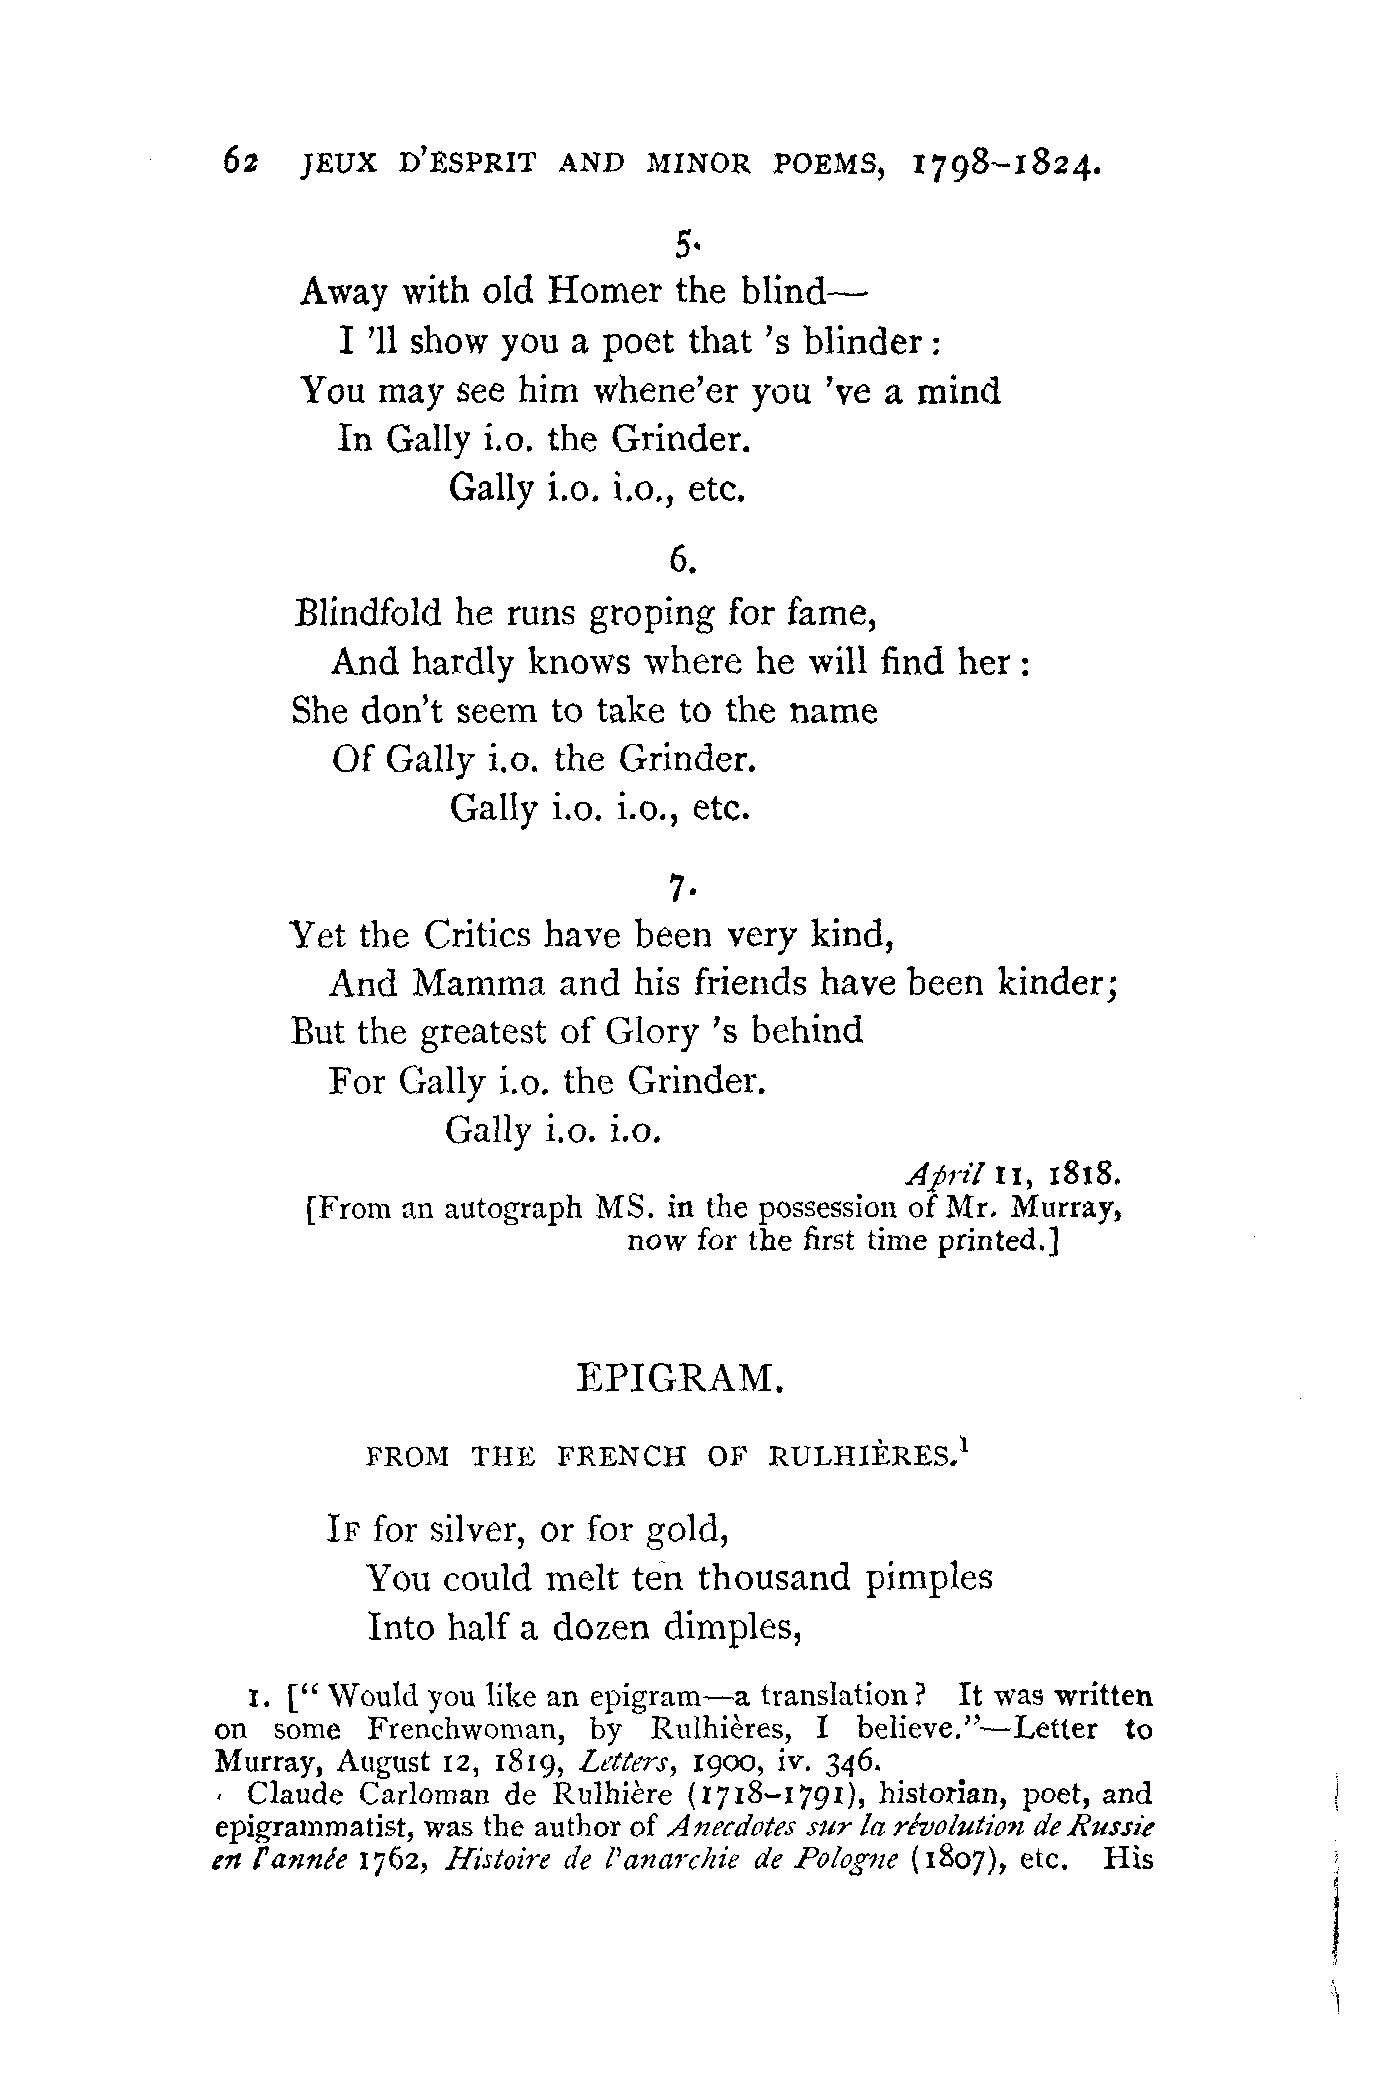 62 JEUX D'ESPRIT AND MINOR POEMS, 1798–1824.
5.
Away with old Homer the blind—
I 'll show you a poet that 's blinder:
You may see him whene'er you 've a mind
In Gally i.o. the Grinder.
Gally i.o. i.o., etc.
6.
Blindfold he runs groping for fame,
And hardly knows where he will find her:
She don't seem to take to the name
Of Gally i.o. the Grinder.
Gally i.o. i.o., etc.
7.
Yet the Critics have been very kind,
And Mamma and his friends have been kinder;
But the greatest of Glory 's behind
For Gally i.o. the Grinder.
Gally i.o. i.o.
April 11, 1818.
[From an autograph MS. in the possession of Mr. Murray,
now for the first time printed.]
EPIGRAM.
FROM THE FRENCH OF RULHIÈRES.¹
IF for silver, or for gold,
You could melt ten thousand pimples
Into half a dozen dimples,
1. ["Would you like an epigram—a translation? It was written
on some Frenchwoman, by Rulhières, I believe."—Letter to
Murray, August 12, 1819, Letters, 1900, iv. 346.
Claude Carloman de Rulhière (1718–1791), historian, poet, and
epigrammatist, was the author of Anecdotes sur la révolution de Russie
en l'année 1762, Histoire de l'anarchie de Pologne (1807), etc. His